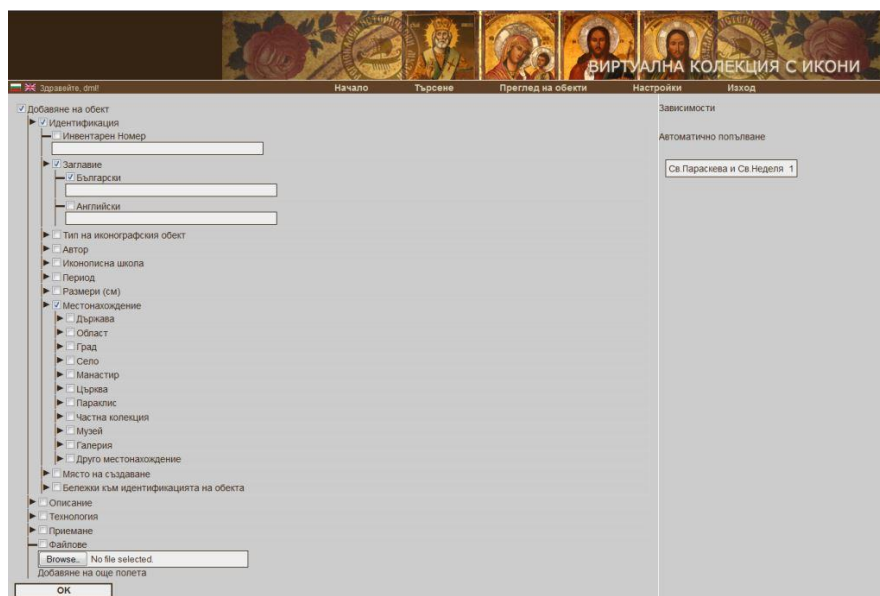 ВИРТУАЛНА КОЛЕКЦИЯ С ИКОНИ
Здравейте, dml!
Начало Търсене Преглед на обекти Настройки Изход
Добавяне на обект
Идентификация
Инвентарен Номер
Заглавие
Български
Английски
Тип на иконографския обект
Автор
Иконописна школа
Период
Размери (см)
Местонахождение
Държава
Област
Град
Село
Манастир
Църква
Параклис
Частна колекция
Музей
Галерия
Друго местонахождение
Място на създаване
Бележки към идентификацията на обекта
Описание
Технология
Приемане
Файлове
Browse.. No file selected.
Добавяне на още полета
OK
Зависимости
Автоматично попълване
Св.Параскева и Св.Неделя 1